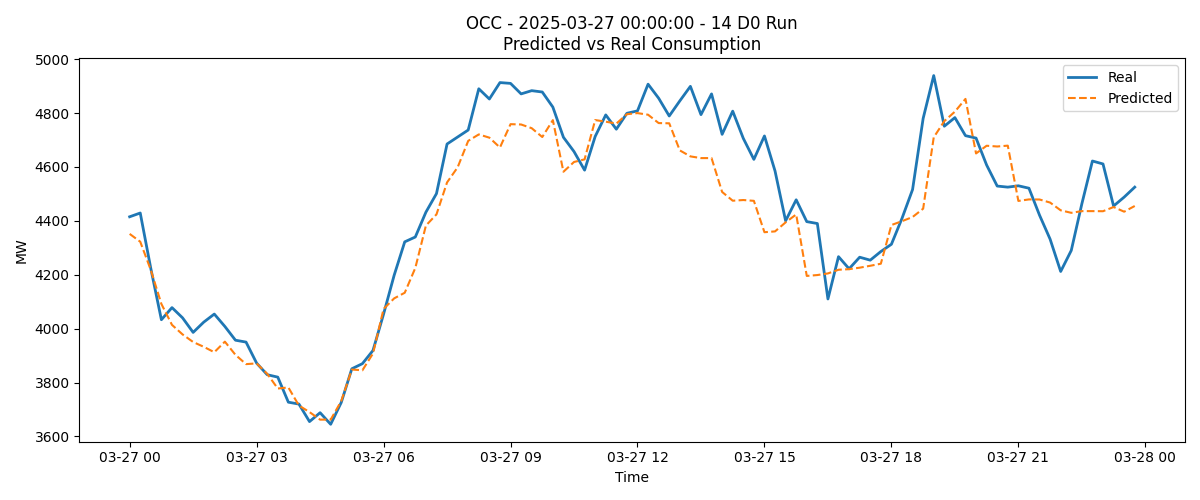 OCC - 2025-03-27 00:00:00 - 14 D0 Run
Predicted vs Real Consumption
Real
Predicted
MW
5000
4800
4600
4400
4200
4000
3800
3600
03-27 00
03-27 03
03-27 06
03-27 09
03-27 12
03-27 15
03-27 18
03-27 21
03-28 00
Time